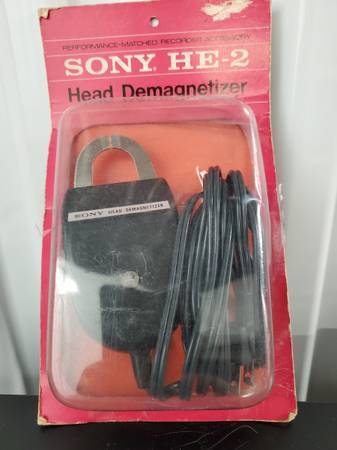 PERFORMANCE-MATCHED RECORDER ACCESSORY
SONY. HE-2
Head Demagnetizer
SONY HEAD DEMAGNETIZER